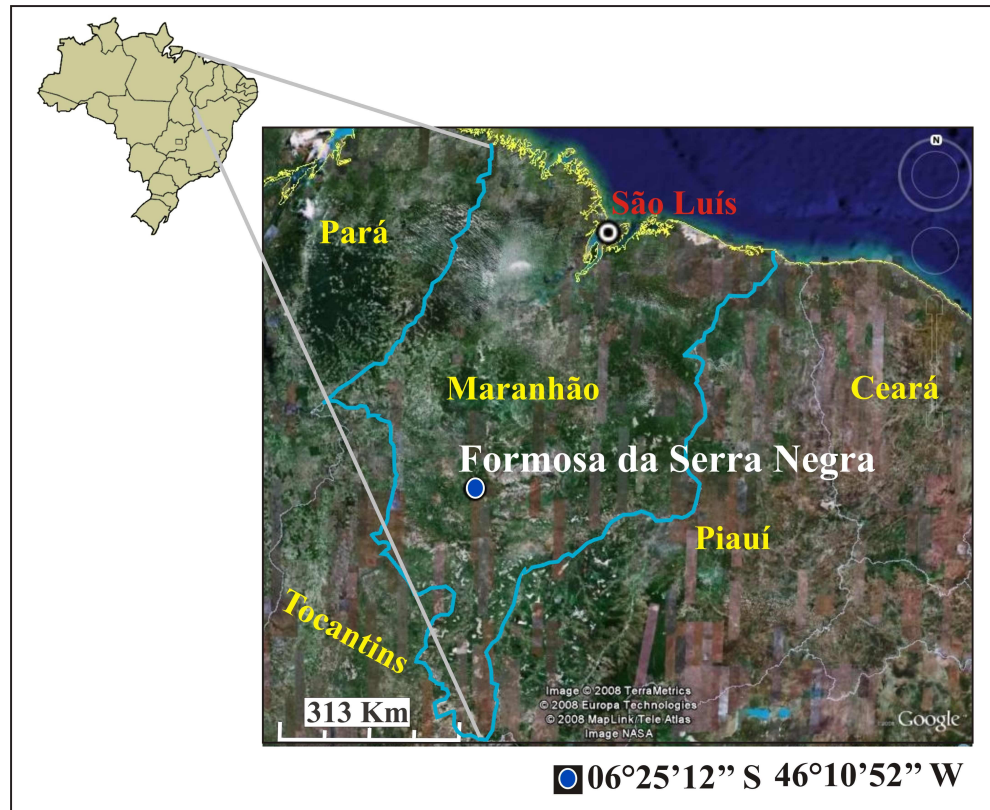 N
São Luís
Pará
Maranhão
Ceará
Formosa da Serra Negra
Piauí
Tocantins
313 Km
Image © 2008 TerraMetrics
© 2008 Europa Technologies
© 2008 MapLink/Tele Atlas
Image NASA
Google
06°25’12” S 46°10’52” W